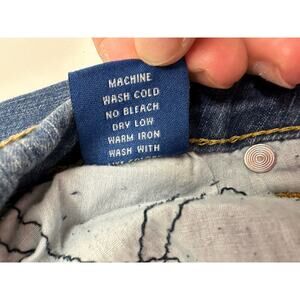 MACHINE
WASH COLD
NO BLEACH
DRY LOW
WARM IRON
WASH WITH